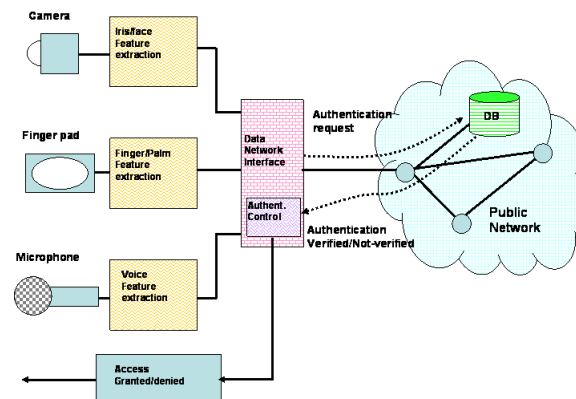 Camera
Iris/face
Feature
extraction
Finger pad
Finger/Palm
Feature
extraction
Microphone
Voice
Feature
extraction
Access
Granted/denied
Data
Network
Interface
Authent.
Control
Authentication
request
Authentication
Verified/Not-verified
DB
Public
Network